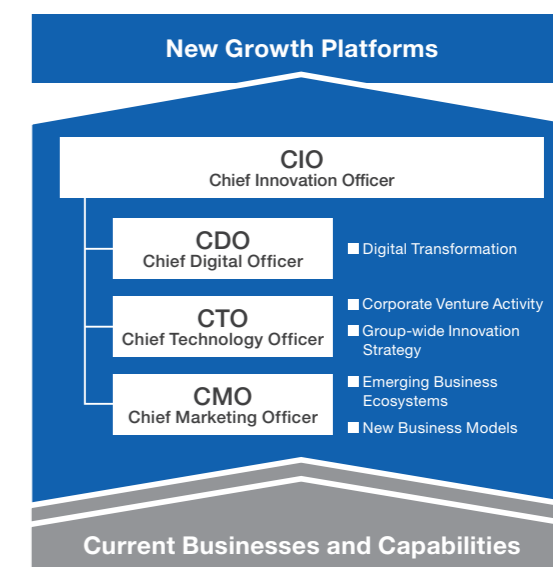 New Growth Platforms
CIO
Chief Innovation Officer
CDO
Chief Digital Officer
■ Digital Transformation
CTO
Chief Technology Officer
■ Corporate Venture Activity
■ Group-wide Innovation
Strategy
CMO
Chief Marketing Officer
■ Emerging Business
Ecosystems
■ New Business Models
Current Businesses and Capabilities